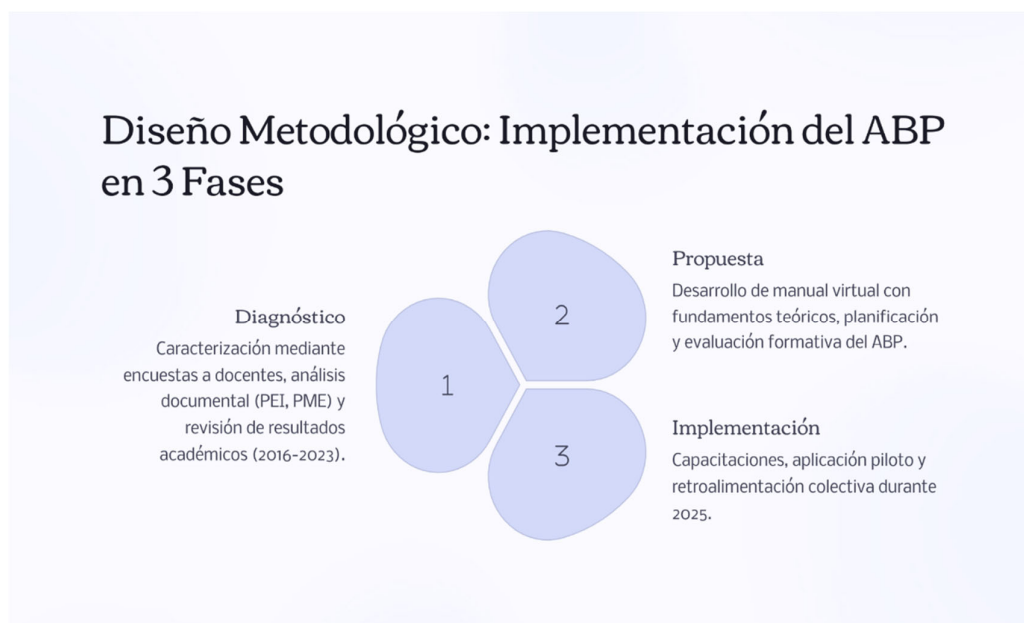 Diseño Metodológico: Implementación del ABP
en 3 Fases
Diagnóstico
Caracterización mediante
encuestas a docentes, análisis
documental (PEI, PME) y
revisión de resultados
académicos (2016-2023).
1
2
Propuesta
Desarrollo de manual virtual con
fundamentos teóricos, planificación
y evaluación formativa del ABP.
3
Implementación
Capacitaciones, aplicación piloto y
retroalimentación colectiva durante
2025.